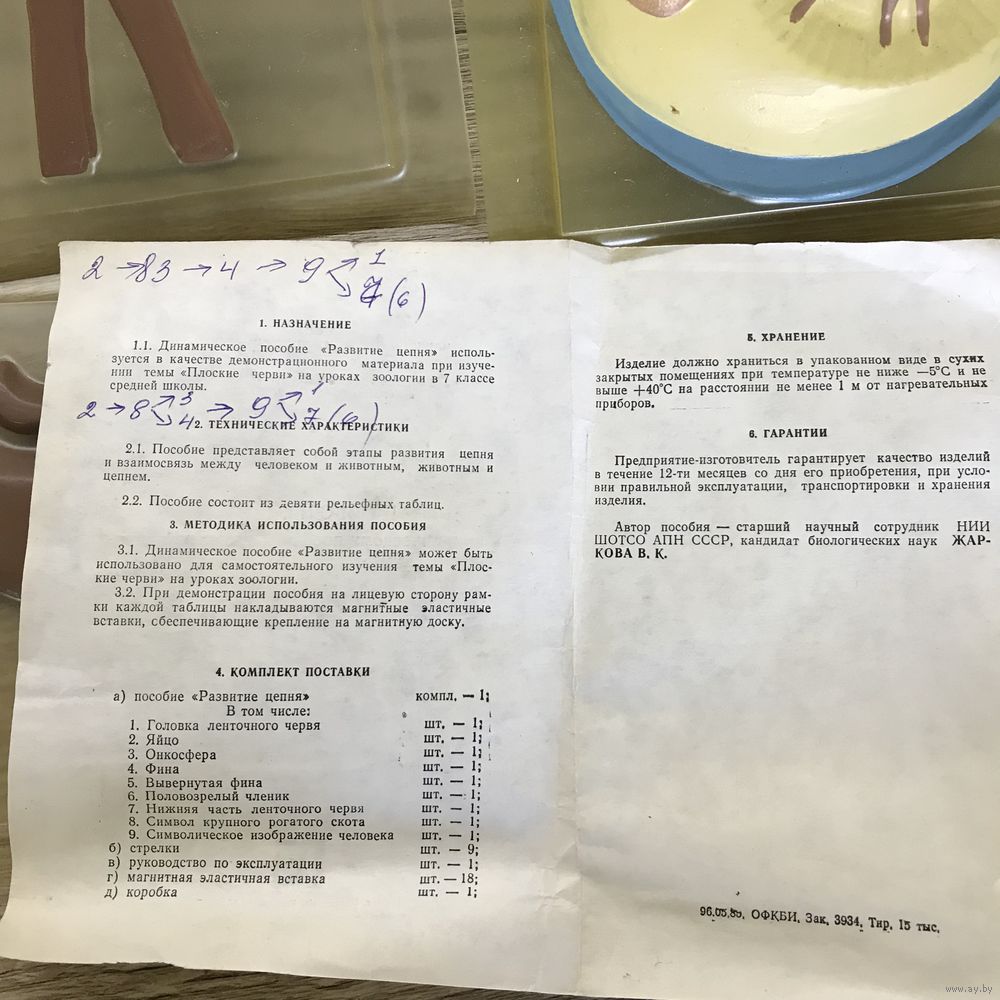 2 → 83 → 4 → 9 1
7 (6)
1. НАЗНАЧЕНИЕ
1.1. Динамическое пособие «Развитие цепня» исполь-
зуется в качестве демонстрационного материала при изуче-
нии темы «Плоские черви» на уроках зоологии в 7 классе
средней школы.
2 → 8 3 4 → 9 1 7 (6)
2. ТЕХНИЧЕСКИЕ ХАРАКТЕРИСТИКИ
2.1. Пособие представляет собой этапы развития цепня
и взаимосвязь между человеком и животным, животным и
цепнем.
2.2. Пособие состоит из девяти рельефных таблиц.
3. МЕТОДИКА ИСПОЛЬЗОВАНИЯ ПОСОБИЯ
3.1. Динамическое пособие «Развитие цепня» может быть
использовано для самостоятельного изучения темы «Плос-
кие черви» на уроках зоологии.
3.2. При демонстрации пособия на лицевую сторону рам-
ки каждой таблицы накладываются магнитные эластичные
вставки, обеспечивающие крепление на магнитную доску.
4. КОМПЛЕКТ ПОСТАВКИ
а) пособие «Развитие цепня» компл. — 1;
В том числе:
1. Головка ленточного червя шт. — 1;
2. Яйцо шт. — 1;
3. Онкосфера шт. — 1;
4. Фина шт. — 1;
5. Вывернутая фина шт. — 1;
6. Половозрелый членик шт. — 1;
7. Нижняя часть ленточного червя шт. — 1;
8. Символ крупного рогатого скота шт. — 1;
9. Символическое изображение человека шт. — 1;
б) стрелки шт. — 9;
в) руководство по эксплуатации шт. — 1;
г) магнитная эластичная вставка шт. — 18;
д) коробка шт. — 1;
5. ХРАНЕНИЕ
Изделие должно храниться в упакованном виде в сухих
закрытых помещениях при температуре не ниже —5°С и не
выше +40°С на расстоянии не менее 1 м от нагревательных
приборов.
6. ГАРАНТИИ
Предприятие-изготовитель гарантирует качество изделий
в течение 12-ти месяцев со дня его приобретения, при усло-
вии правильной эксплуатации, транспортировки и хранения
изделия.
Автор пособия — старший научный сотрудник НИИ
ШОТСО АПН СССР, кандидат биологических наук ЖАР-
КОВА В. К.
ОФКБИ. Зак. 3934. Тир. 15 тыс.
www.ay.by